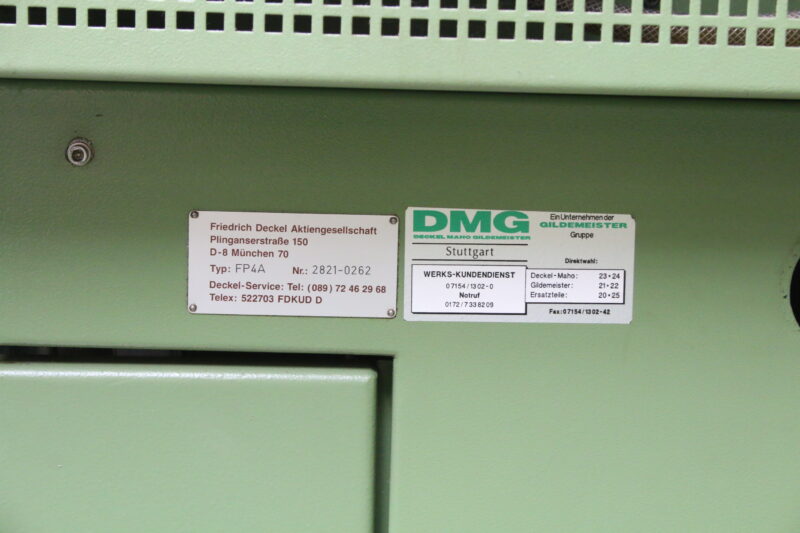 Friedrich Deckel Aktiengesellschaft
Plinganserstraße 150
D-8 München 70
Typ: FP4A Nr.: 2821-0262
Deckel-Service: Tel: (089) 72 46 29 68
Telex: 522703 FDKUD D
DMG
DECKEL MAHO GILDEMEISTER
Stuttgart
WERKS-KUNDENDIENST
07154/1302-0
Notruf
0172/7338209
Ein Unternehmen der
GILDEMEISTER
Gruppe
Direktwahl:
Deckel-Maho: 23+24
Gildemeister: 21+22
Ersatzteile: 20+25
Fax: 07154/1302-42